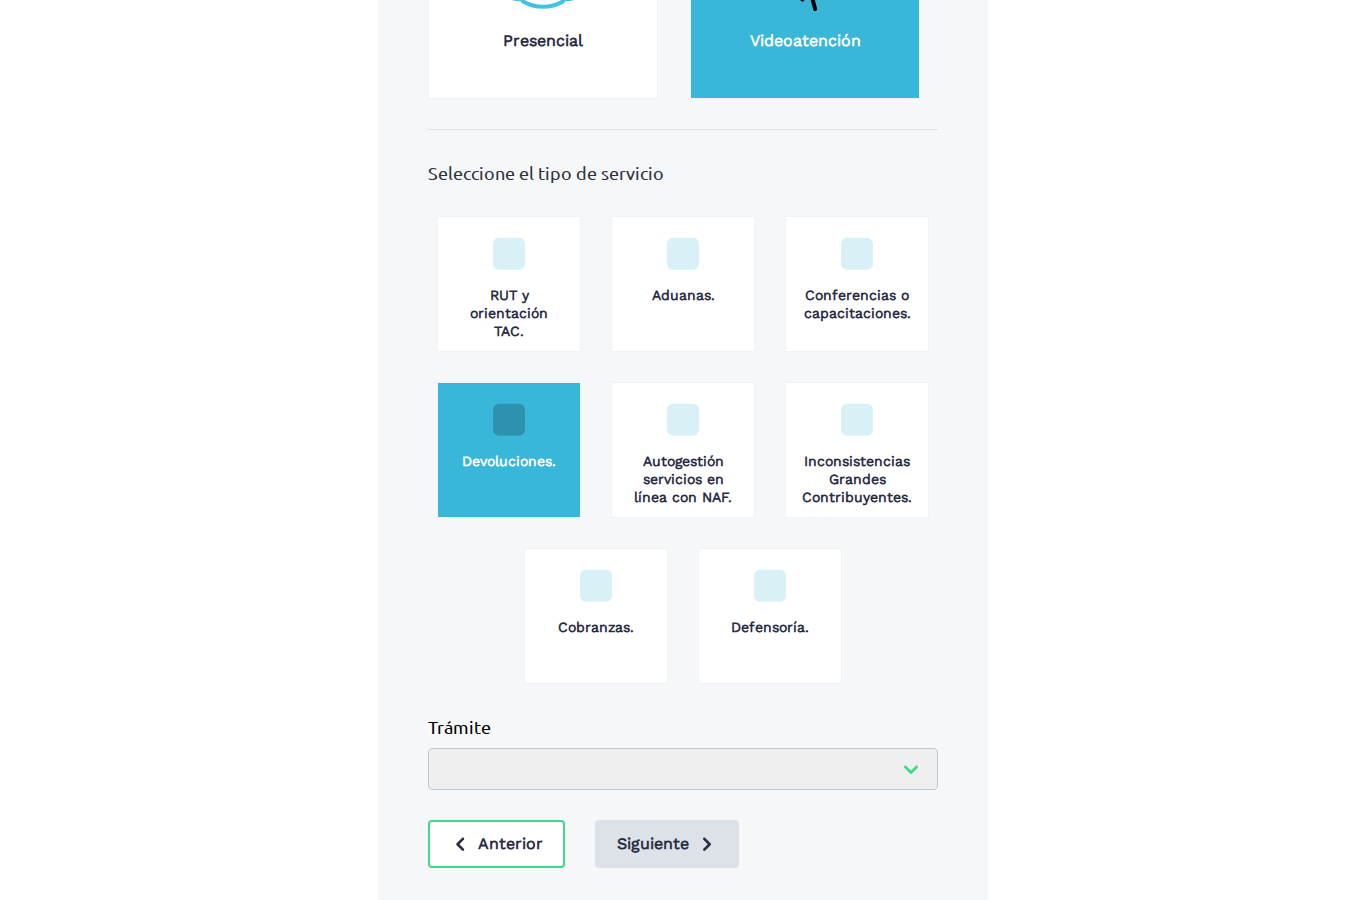 Presencial
Videoatención
Seleccione el tipo de servicio
RUT y
orientación
TAC.
Aduanas.
Conferencias o
capacitaciones.
Devoluciones.
Autogestión
servicios en
línea con NAF.
Inconsistencias
Grandes
Contribuyentes.
Cobranzas.
Defensoría.
Trámite
Anterior
Siguiente